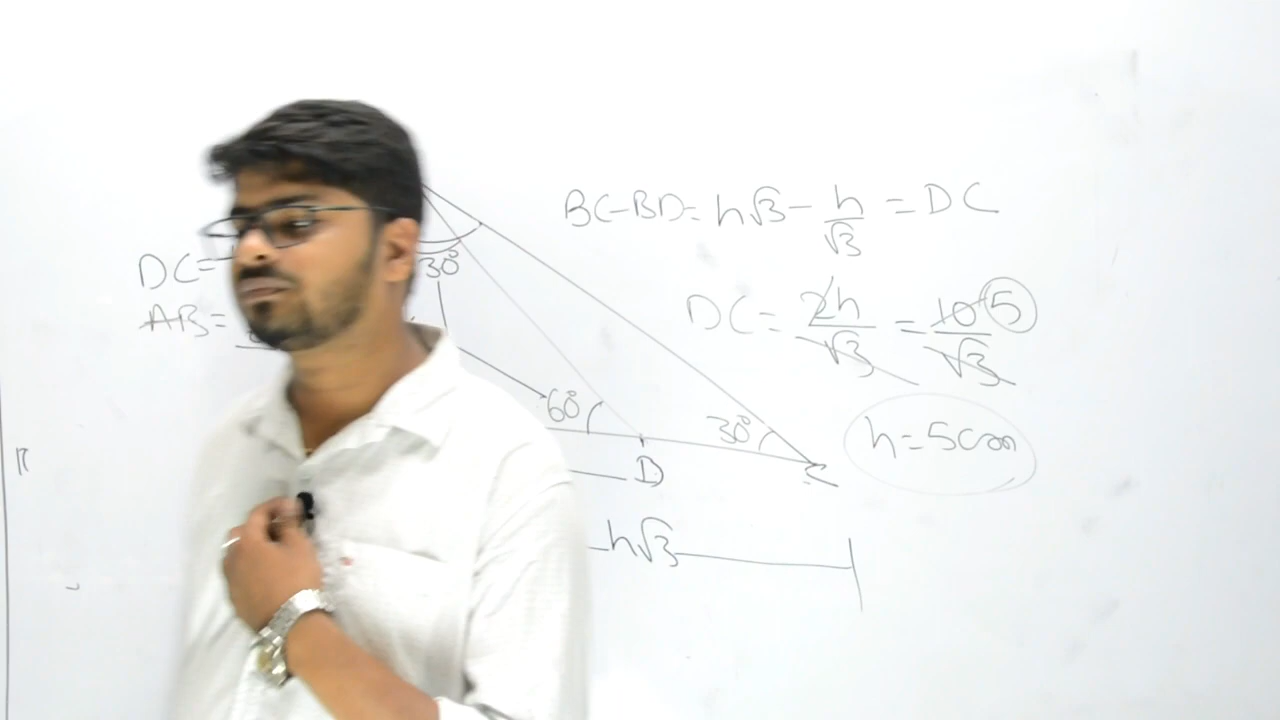 BC-BD= h√3 - h/√3 = DC
DC=
30°
AB=
DC= 2h/√3 = 10/√3 5
60°
30°
h=5cm
D
C
h√3